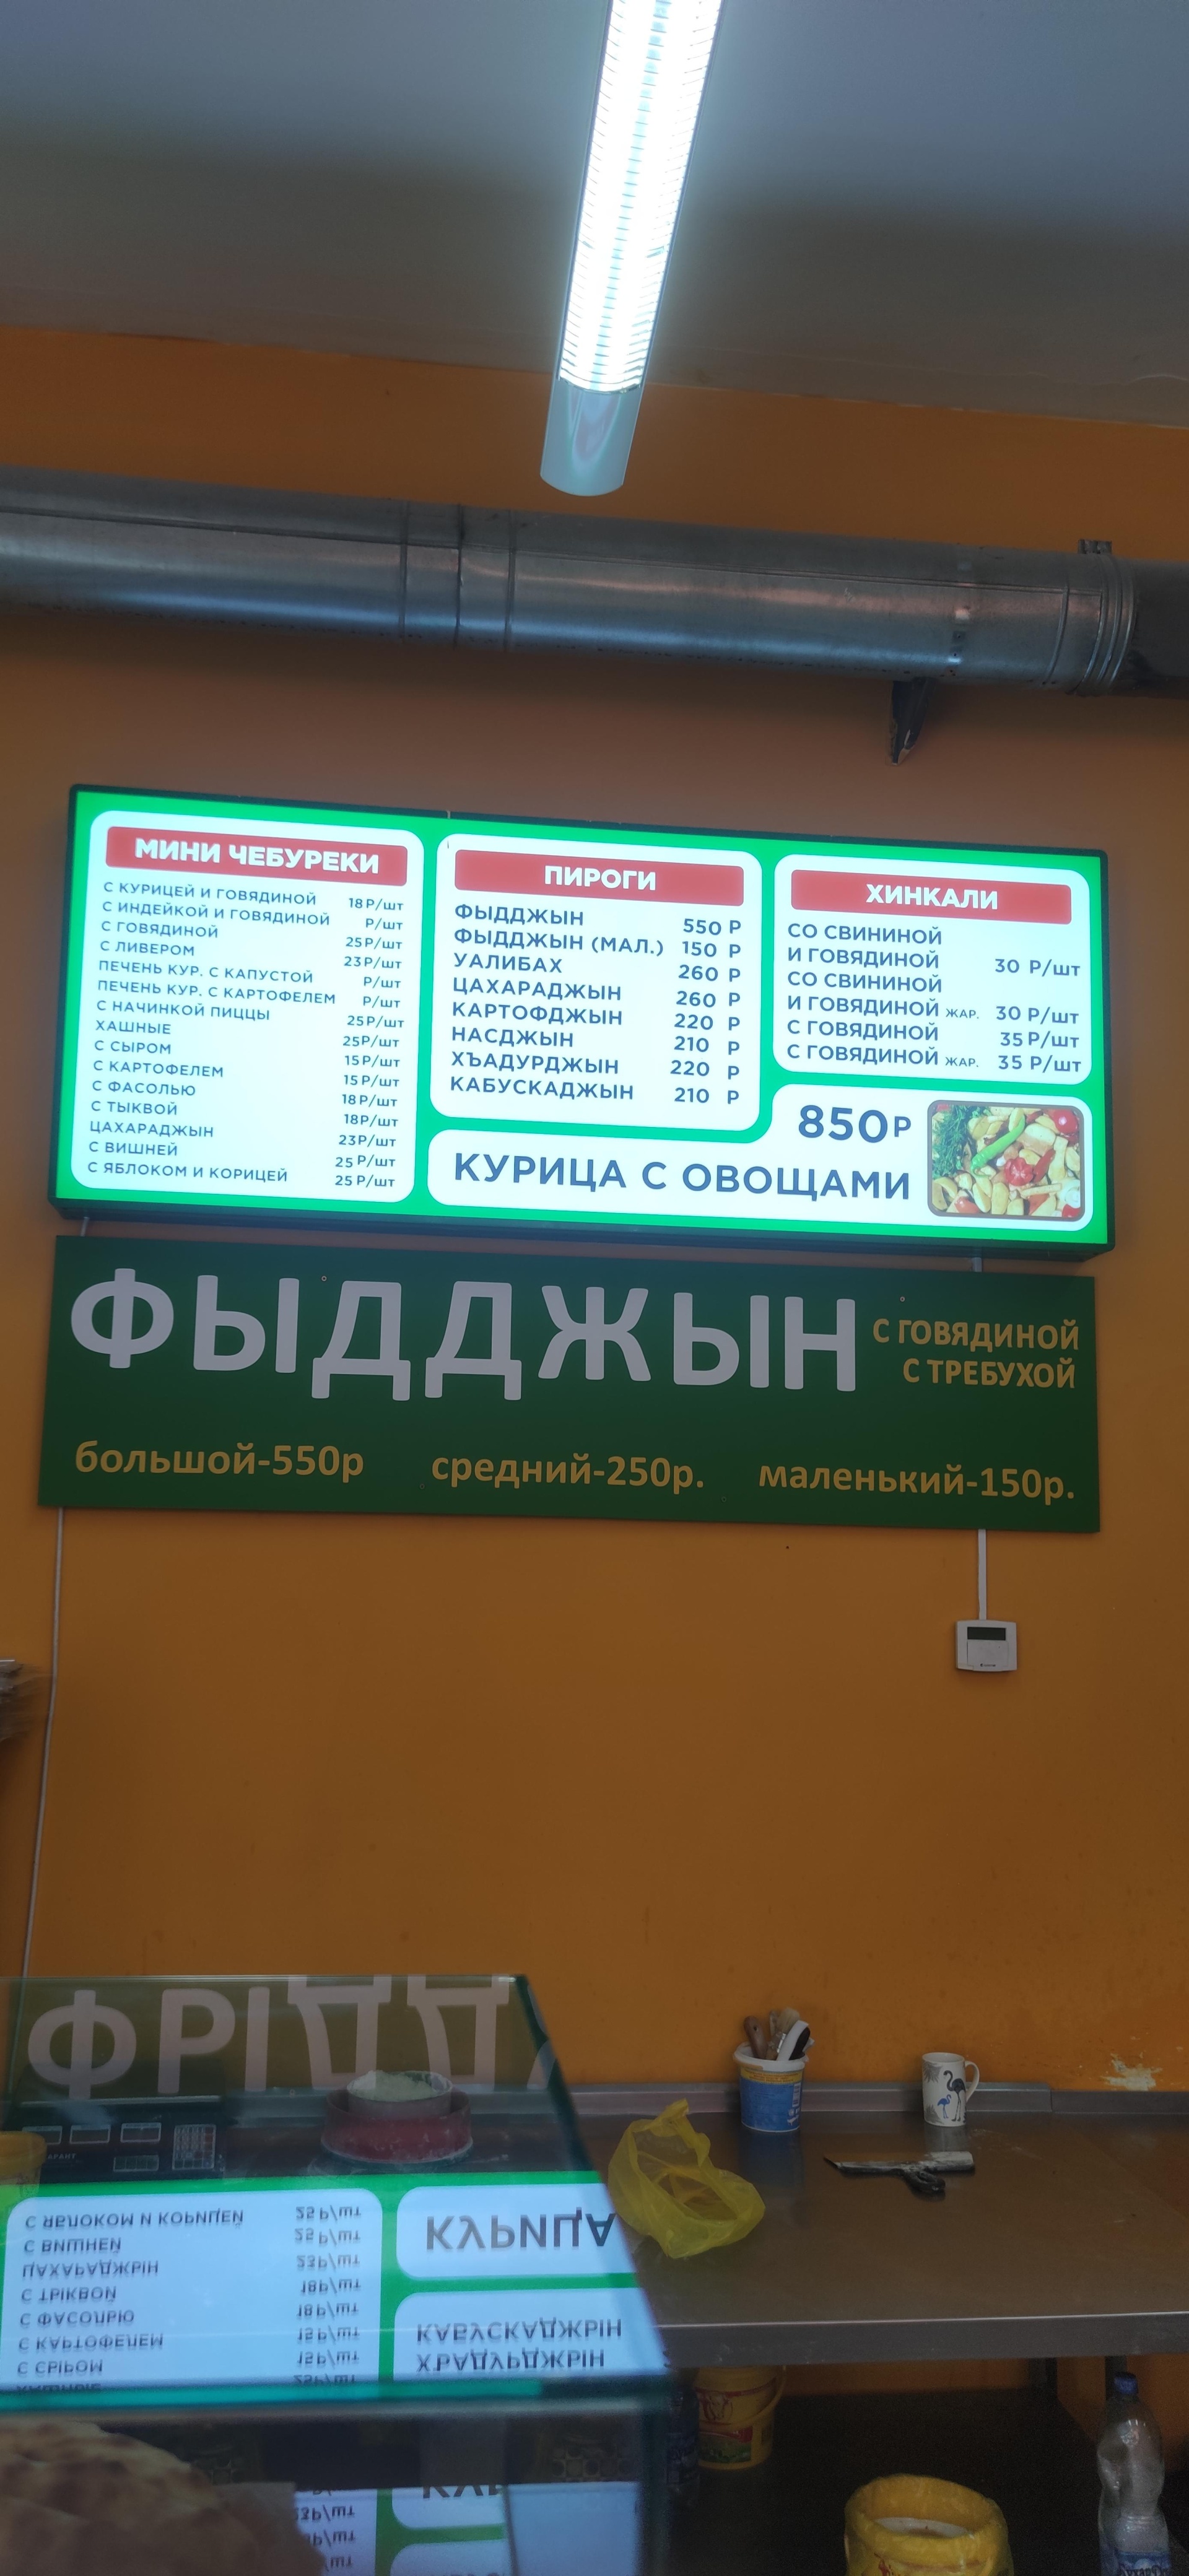 МИНИ ЧЕБУРЕКИ
С КУРИЦЕЙ И ГОВЯДИНОЙ 18 Р/шт
С ИНДЕЙКОЙ И ГОВЯДИНОЙ Р/шт
С ГОВЯДИНОЙ 25 Р/шт
С ЛИВЕРОМ 23 Р/шт
ПЕЧЕНЬ КУР. С КАПУСТОЙ Р/шт
ПЕЧЕНЬ КУР. С КАРТОФЕЛЕМ Р/шт
С НАЧИНКОЙ ПИЦЦЫ 25 Р/шт
ХАШНЫЕ 25 Р/шт
С СЫРОМ 15 Р/шт
С КАРТОФЕЛЕМ 15 Р/шт
С ФАСОЛЬЮ 18 Р/шт
С ТЫКВОЙ 18 Р/шт
ЦАХАРАДЖЫН 23 Р/шт
С ВИШНЕЙ 25 Р/шт
С ЯБЛОКОМ И КОРИЦЕЙ 25 Р/шт
ПИРОГИ
ФЫДДЖЫН 550 Р
ФЫДДЖЫН (МАЛ.) 150 Р
УАЛИБАХ 260 Р
ЦАХАРАДЖЫН 260 Р
КАРТОФДЖЫН 220 Р
НАСДЖЫН 210 Р
ХЪАДУРДЖЫН 220 Р
КАБУСКАДЖЫН 210 Р
ХИНКАЛИ
СО СВИНИНОЙ
И ГОВЯДИНОЙ 30 Р/шт
СО СВИНИНОЙ
И ГОВЯДИНОЙ ЖАР. 30 Р/шт
С ГОВЯДИНОЙ 35 Р/шт
С ГОВЯДИНОЙ ЖАР. 35 Р/шт
850 Р
КУРИЦА С ОВОЩАМИ
ФЫДДЖЫН
С ГОВЯДИНОЙ
С ТРЕБУХОЙ
большой-550р средний-250р. маленький-150р.